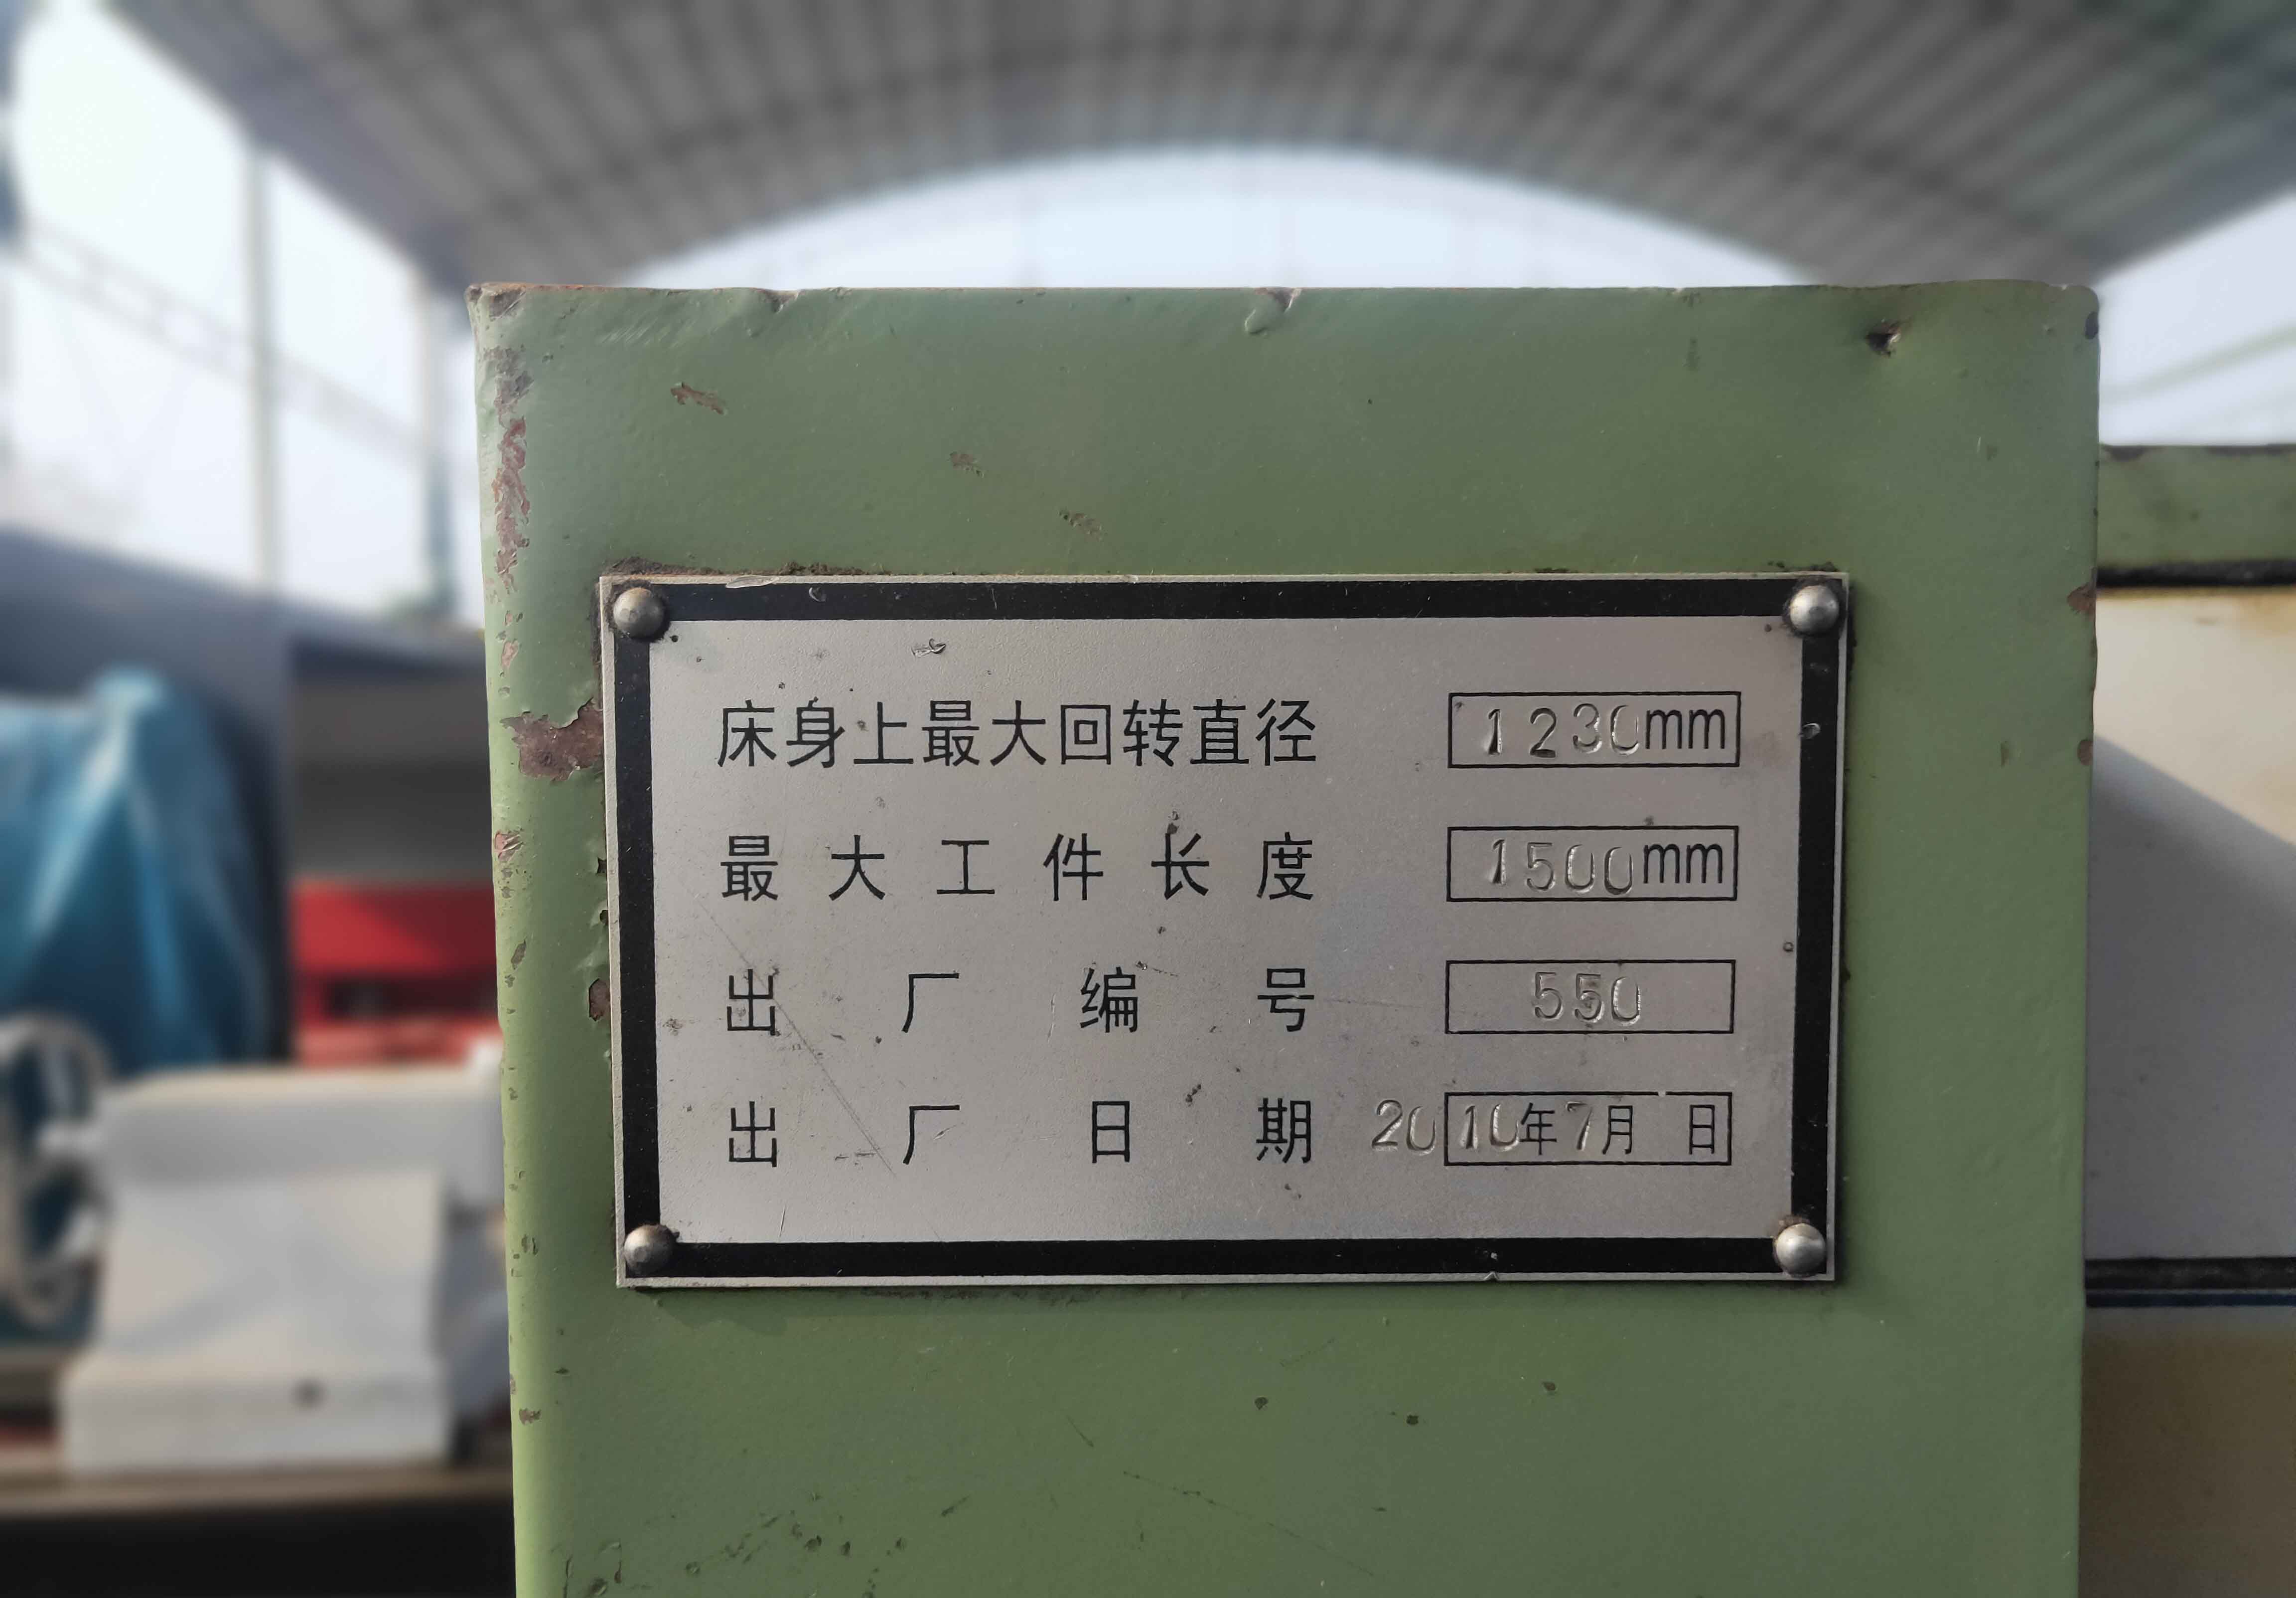 床身上最大回转直径 1230mm
最大工件长度 1500mm
出厂编号 550
出厂日期 2010年7月 日